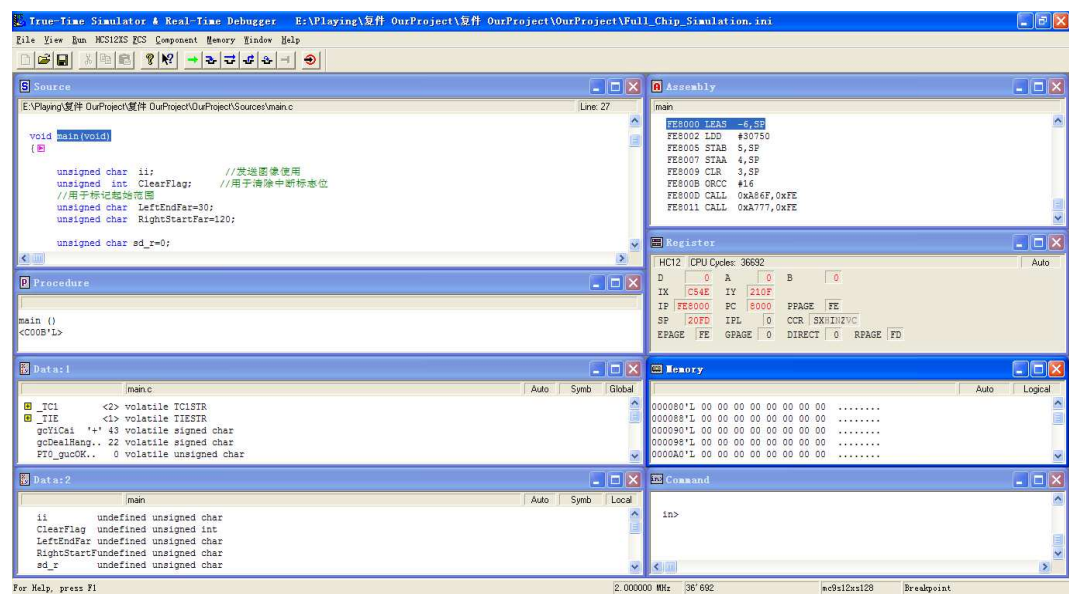 True-Time Simulator & Real-Time Debugger E:\Playing\复件 OurProject\复件 OurProject\OurProject\Full_Chip_Simulation.ini
File View Run HCS12XS FCS Component Memory Window Help
Source
E:\Playing\复件 OurProject\复件 OurProject\OurProject\Sources\main.c Line: 27
void main(void)
{
unsigned char ii; //发送图像使用
unsigned int ClearFlag; //用于清除中断标志位
//用于标记起始范围
unsigned char LeftEndFar=30;
unsigned char RightStartFar=120;
unsigned char sd_r=0;
Assembly
main
FE8000 LEAS -6,SP
FE8002 LDD #30750
FE8005 STAB 5,SP
FE8007 STAA 4,SP
FE8009 CLR 3,SP
FE800B ORCC #16
FE800D CALL 0xA86F,0xFE
FE8011 CALL 0xA777,0xFE
Register
HC12 CPU Cycles: 36692 Auto
D 0 A 0 B 0
IX C54E IY 210F
IP FE8000 PC 8000 PPAGE FE
SP 20FD IPL 0 CCR SXHINZVC
EPAGE FE GPAGE 0 DIRECT 0 RPAGE FD
Procedure
main ()
<C00B'L>
Data:1
main.c Auto Symb Global
_TC1 <2> volatile TC1STR
_TIE <1> volatile TIESTR
gcYiCai '+' 43 volatile signed char
gcDealHang.. 22 volatile signed char
PT0_gucOK.. 0 volatile unsigned char
Memory
Auto Logical
000080'L 00 00 00 00 00 00 00 00 ........
000088'L 00 00 00 00 00 00 00 00 ........
000090'L 00 00 00 00 00 00 00 00 ........
000098'L 00 00 00 00 00 00 00 00 ........
0000A0'L 00 00 00 00 00 00 00 00 ........
Data:2
main Auto Symb Local
ii undefined unsigned char
ClearFlag undefined unsigned int
LeftEndFar undefined unsigned char
RightStartFundefined unsigned char
sd_r undefined unsigned char
Command
in>
For Help, press F1 2.000000 MHz 36'692 mc9s12xs128 Breakpoint